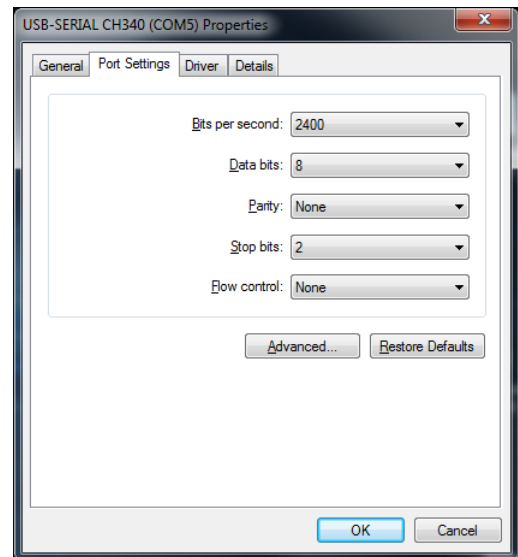 USB-SERIAL CH340 (COM5) Properties
General Port Settings Driver Details
Bits per second: 2400
Data bits: 8
Parity: None
Stop bits: 2
Flow control: None
Advanced... Restore Defaults
OK Cancel